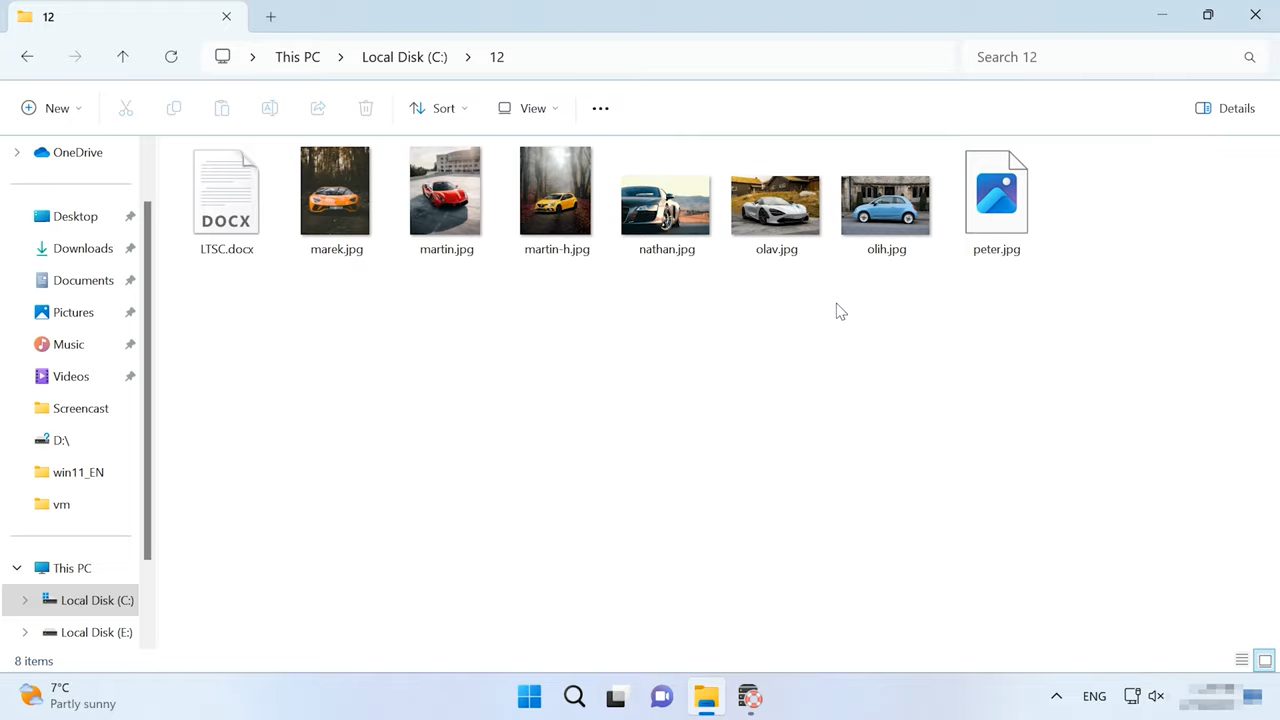 12
This PC
Local Disk (C:)
12
Search 12
New
Sort
View
Details
OneDrive
Desktop
Downloads
Documents
Pictures
Music
Videos
Screencast
D:\
win11_EN
vm
This PC
Local Disk (C:)
Local Disk (E:)
DOCX
LTSC.docx
marek.jpg
martin.jpg
martin-h.jpg
nathan.jpg
olav.jpg
olih.jpg
peter.jpg
8 items
7°C
Partly sunny
ENG